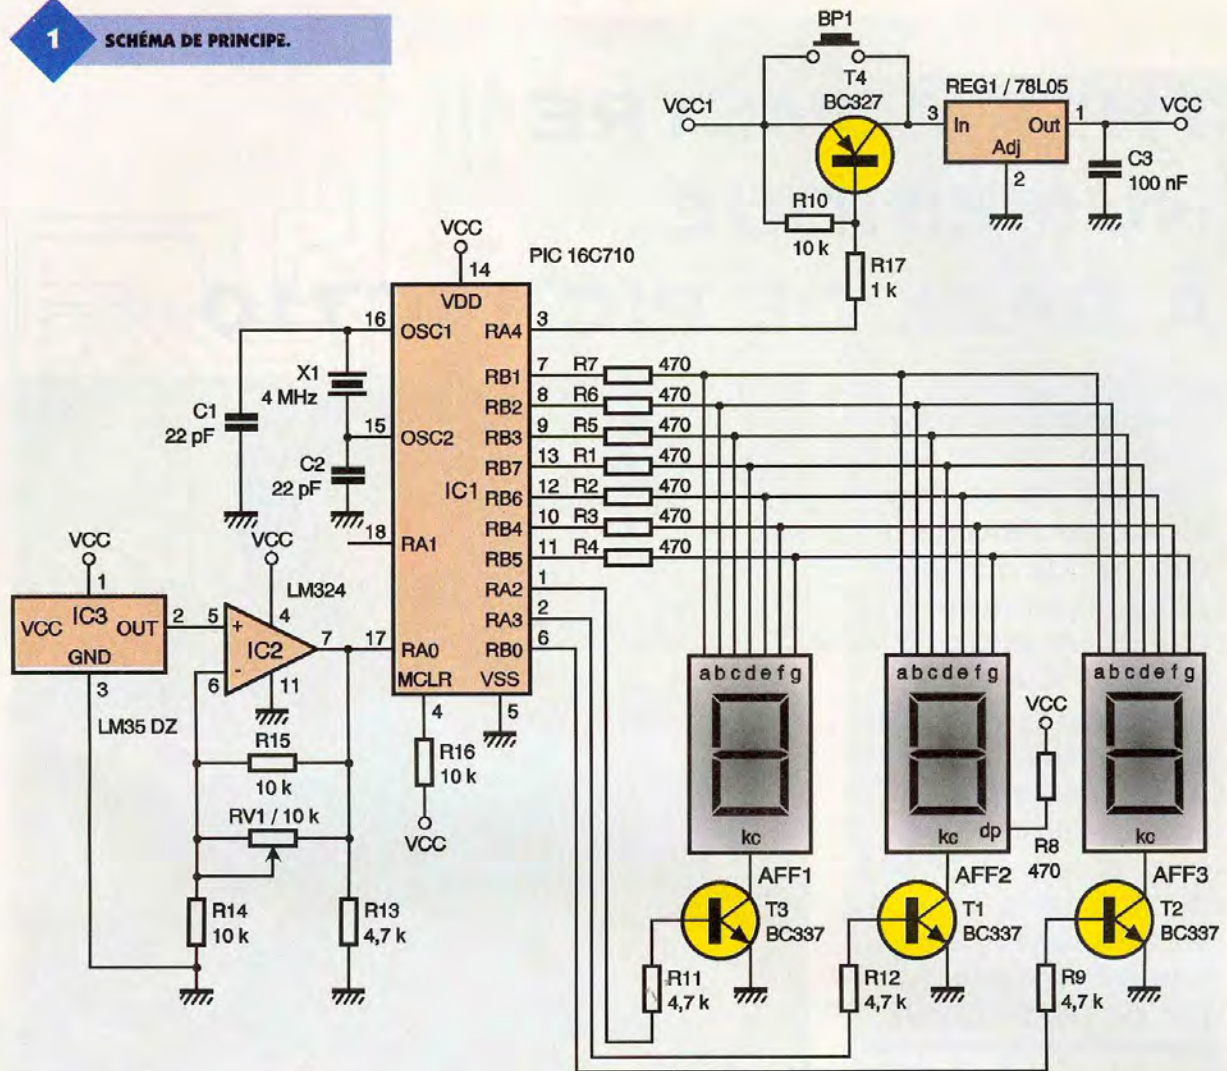 1 SCHÉMA DE PRINCIPE.
BP1
T4
BC327
VCC1
REG1 / 78L05
3 In Out 1
Adj
2
VCC
C3
100 nF
R10
10 k
R17
1 k
VCC
14
PIC 16C710
VDD
16 OSC1
RA4 3
X1
4 MHz
C1
22 pF
15 OSC2
C2
22 pF
IC1
18 RA1
RB1 7 R7 470
RB2 8 R6 470
RB3 9 R5 470
RB7 13 R1 470
RB6 12 R2 470
RB4 10 R3 470
RB5 11 R4 470
RA2 1
RA3 2
RB0 6
VCC
1
IC3
VCC OUT 2
GND
3
LM35 DZ
VCC
4
LM324
5 +
IC2
6 -
7
11
17 RA0
MCLR VSS
4
5
R16
10 k
VCC
R15
10 k
RV1 / 10 k
R14
10 k
R13
4,7 k
a b c d e f g
kc
AFF1
T3
BC337
R11
4,7 k
a b c d e f g
kc
dp
VCC
R8
470
AFF2
T1
BC337
R12
4,7 k
a b c d e f g
kc
AFF3
T2
BC337
R9
4,7 k